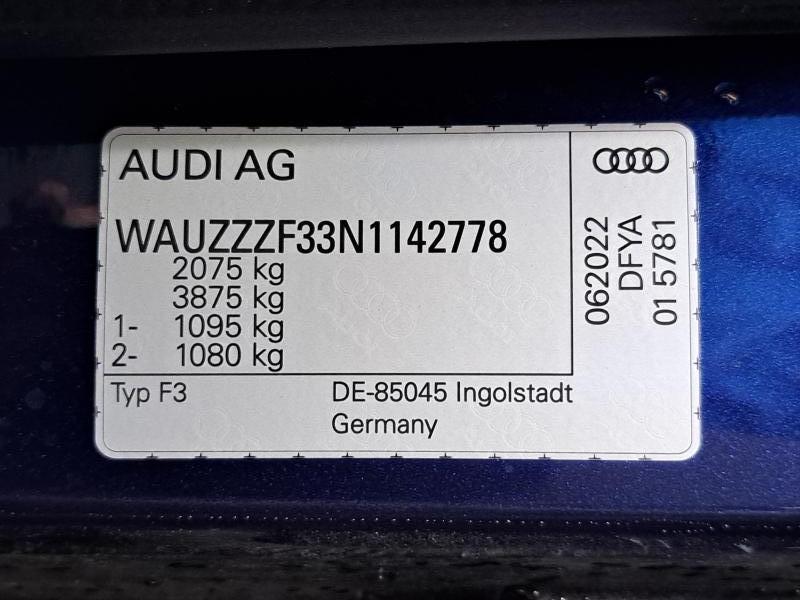 AUDI AG
WAUZZZF33N1142778
2075 kg
3875 kg
1- 1095 kg
2- 1080 kg
Typ F3
DE-85045 Ingolstadt
Germany
062022
DFYA
01 5781